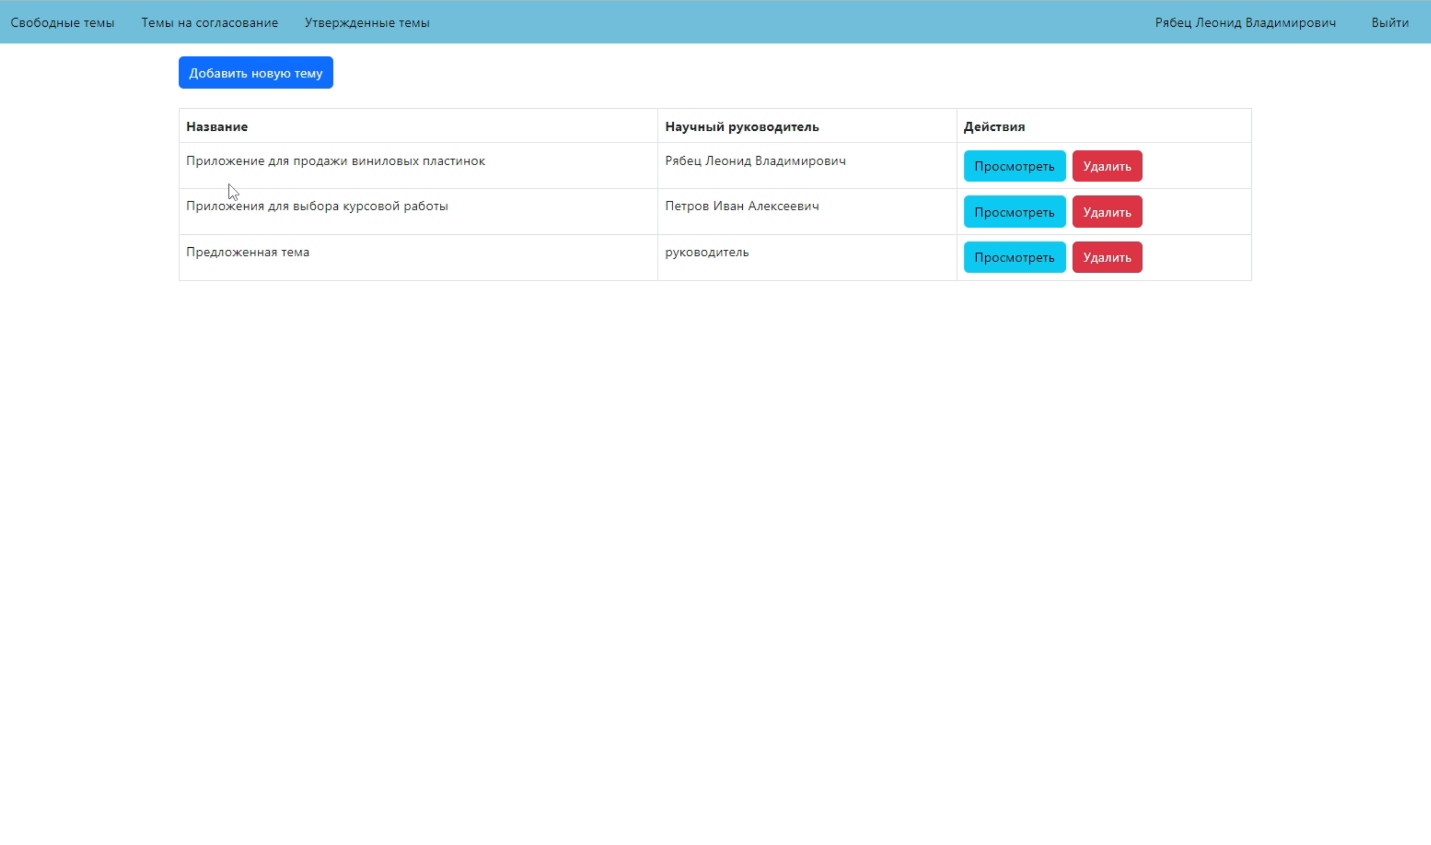 Свободные темы Темы на согласование Утвержденные темы Рябец Леонид Владимирович Выйти
Добавить новую тему
Название Научный руководитель Действия
Приложение для продажи виниловых пластинок Рябец Леонид Владимирович Просмотреть Удалить
Приложения для выбора курсовой работы Петров Иван Алексеевич Просмотреть Удалить
Предложенная тема руководитель Просмотреть Удалить